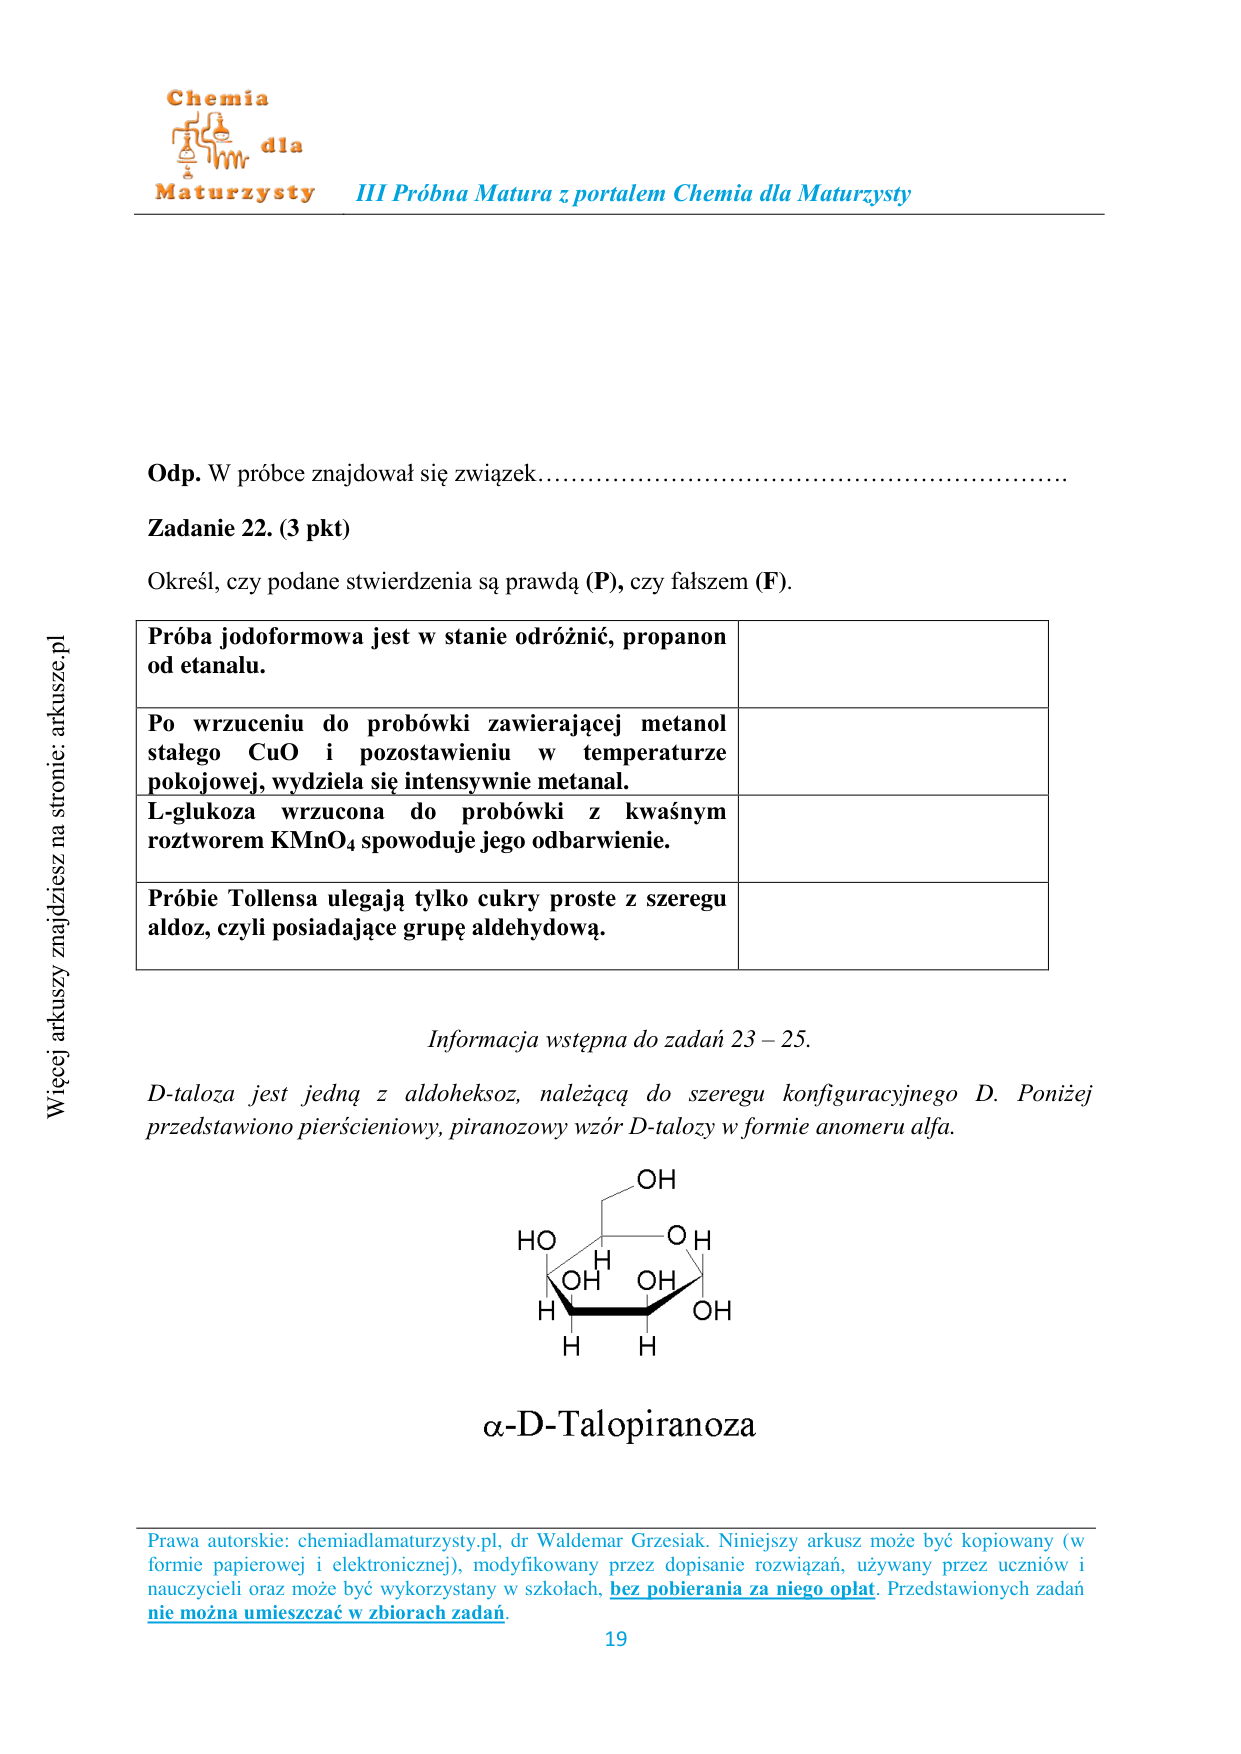 Chemia
dla
Maturzysty
III Próbna Matura z portalem Chemia dla Maturzysty
Odp. W próbce znajdował się związek……………………………………………………….
Zadanie 22. (3 pkt)
Określ, czy podane stwierdzenia są prawdą (P), czy fałszem (F).
Próba jodoformowa jest w stanie odróżnić, propanon
od etanalu.
Po wrzuceniu do probówki zawierającej metanol
stałego CuO i pozostawieniu w temperaturze
pokojowej, wydziela się intensywnie metanal.
L-glukoza wrzucona do probówki z kwaśnym
roztworem KMnO4 spowoduje jego odbarwienie.
Próbie Tollensa ulegają tylko cukry proste z szeregu
aldoz, czyli posiadające grupę aldehydową.
Więcej arkuszy znajdziesz na stronie: arkusze.pl
Informacja wstępna do zadań 23 – 25.
D-taloza jest jedną z aldoheksoz, należącą do szeregu konfiguracyjnego D. Poniżej
przedstawiono pierścieniowy, piranozowy wzór D-talozy w formie anomeru alfa.
OH
HO O H
H
OH OH
H OH
H H
α-D-Talopiranoza
Prawa autorskie: chemiadlamaturzysty.pl, dr Waldemar Grzesiak. Niniejszy arkusz może być kopiowany (w
formie papierowej i elektronicznej), modyfikowany przez dopisanie rozwiązań, używany przez uczniów i
nauczycieli oraz może być wykorzystany w szkołach, bez pobierania za niego opłat. Przedstawionych zadań
nie można umieszczać w zbiorach zadań.
19